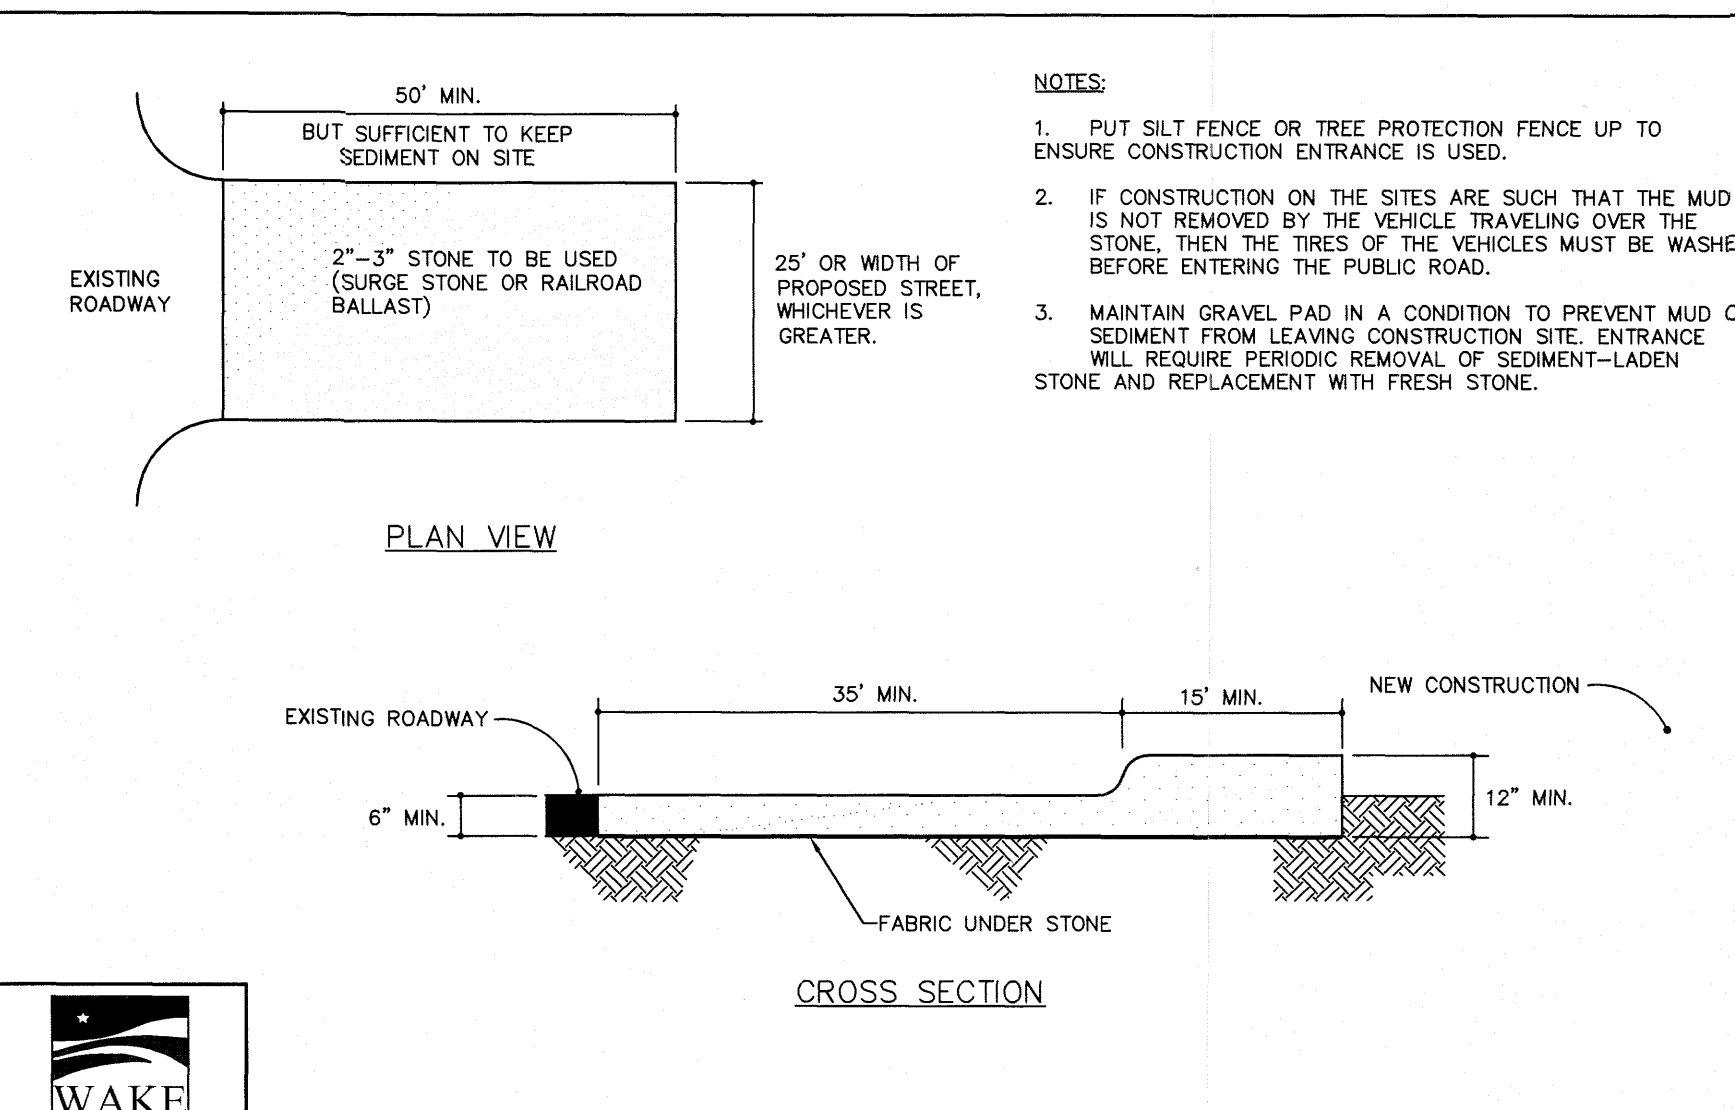 50' MIN.
BUT SUFFICIENT TO KEEP
SEDIMENT ON SITE
EXISTING
ROADWAY
2"-3" STONE TO BE USED
(SURGE STONE OR RAILROAD
BALLAST)
25' OR WIDTH OF
PROPOSED STREET,
WHICHEVER IS
GREATER.
PLAN VIEW
NOTES:
1. PUT SILT FENCE OR TREE PROTECTION FENCE UP TO
ENSURE CONSTRUCTION ENTRANCE IS USED.
2. IF CONSTRUCTION ON THE SITES ARE SUCH THAT THE MUD
IS NOT REMOVED BY THE VEHICLE TRAVELING OVER THE
STONE, THEN THE TIRES OF THE VEHICLES MUST BE WASHE
BEFORE ENTERING THE PUBLIC ROAD.
3. MAINTAIN GRAVEL PAD IN A CONDITION TO PREVENT MUD
SEDIMENT FROM LEAVING CONSTRUCTION SITE. ENTRANCE
WILL REQUIRE PERIODIC REMOVAL OF SEDIMENT-LADEN
STONE AND REPLACEMENT WITH FRESH STONE.
35' MIN.
15' MIN.
NEW CONSTRUCTION
EXISTING ROADWAY
6" MIN.
12" MIN.
FABRIC UNDER STONE
CROSS SECTION
WAKE